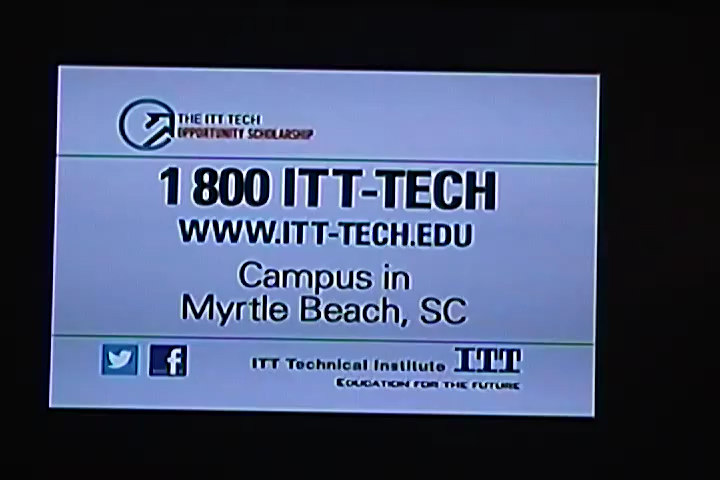 THE ITT TECH
OPPORTUNITY SCHOLARSHIP
1 800 ITT-TECH
WWW.ITT-TECH.EDU
Campus in
Myrtle Beach, SC
f
ITT Technical Institute ITT
EDUCATION FOR THE FUTURE